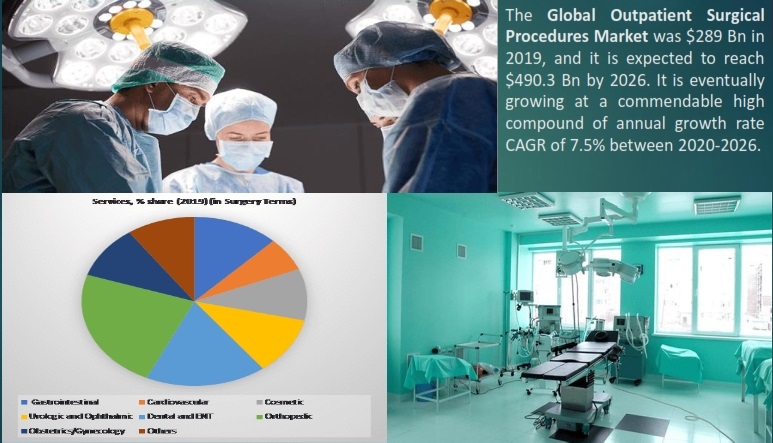 The Global Outpatient Surgical
Procedures Market was $289 Bn in
2019, and it is expected to reach
$490.3 Bn by 2026. It is eventually
growing at a commendable high
compound of annual growth rate
CAGR of 7.5% between 2020-2026.
Services, % share (2019) (in Surgery Terms)
Gastrointestinal Cardiovascular Cosmetic
Urologic and Ophthalmic Dental and ENT Orthopedic
Obstetrics/Gynecology Others